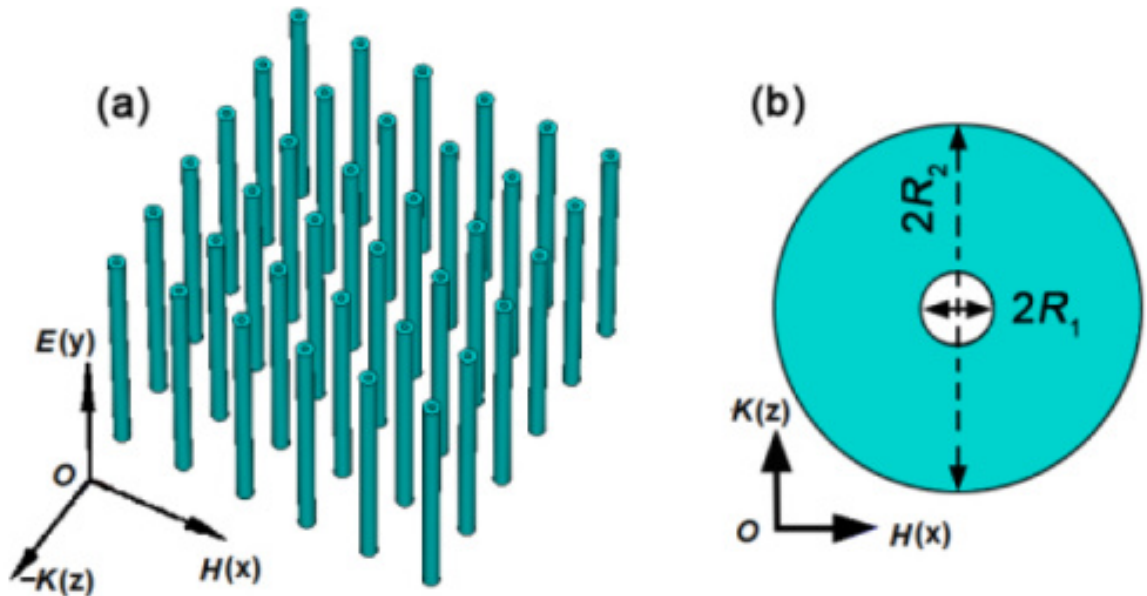 (a)
E(y)
O
-K(z)
H(x)
(b)
2R₂
2R₁
K(z)
O
H(x)